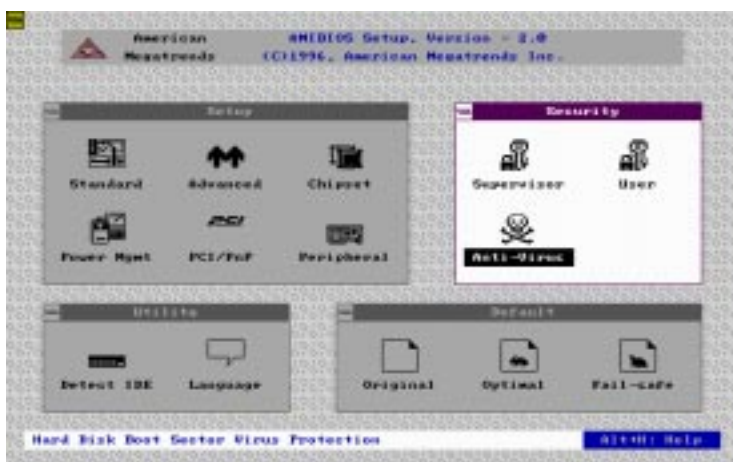 American
Megatrends
AMIBIOS Setup, Version - 2.0
(C)1996, American Megatrends Inc.
Setup
Standard
Advanced
Chipset
Power Mgmt
PCI
PCI/PnP
Peripheral
Security
Supervisor
User
Anti-Virus
Utility
Detect IDE
Language
Default
Original
Optimal
Fail-safe
Hard Disk Boot Sector Virus Protection
Alt+H: Help